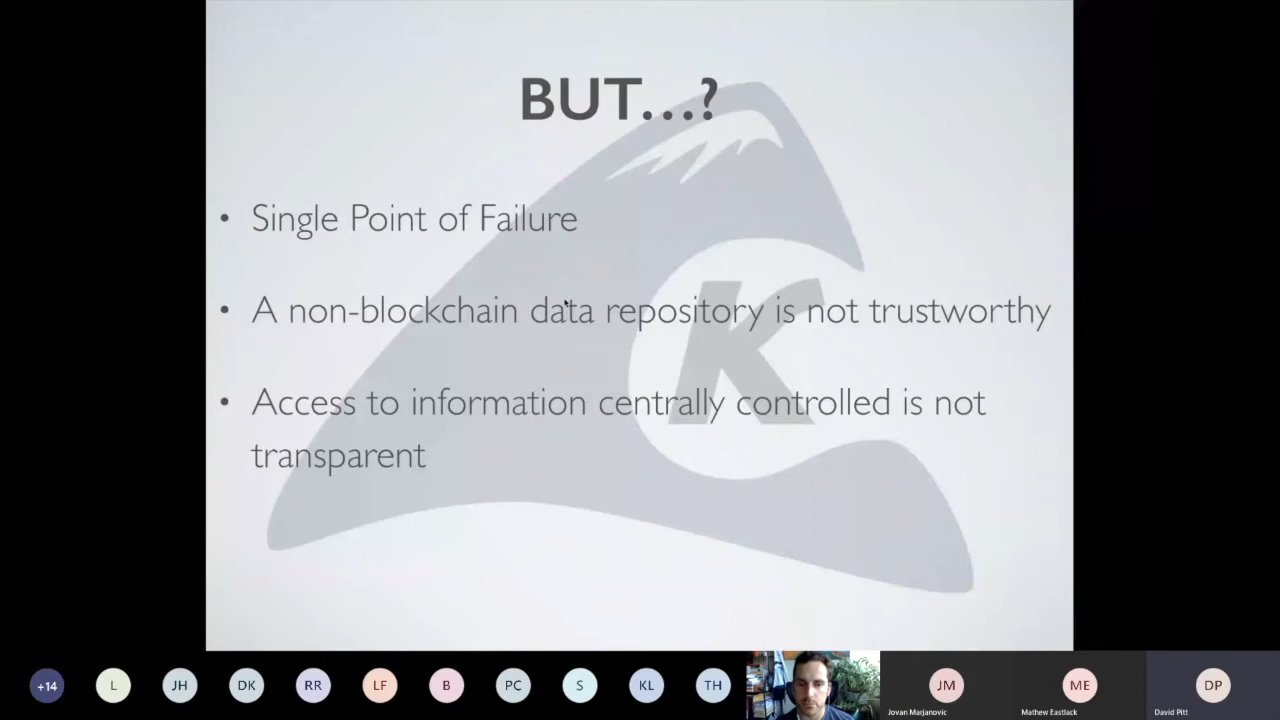 BUT...?
• Single Point of Failure
• A non-blockchain data repository is not trustworthy
• Access to information centrally controlled is not
transparent
K
+14
L
JH
DK
RR
LF
B
PC
S
KL
TH
JM
Jovan Marjanovic
ME
Mathew Eastlack
DP
David Pitt